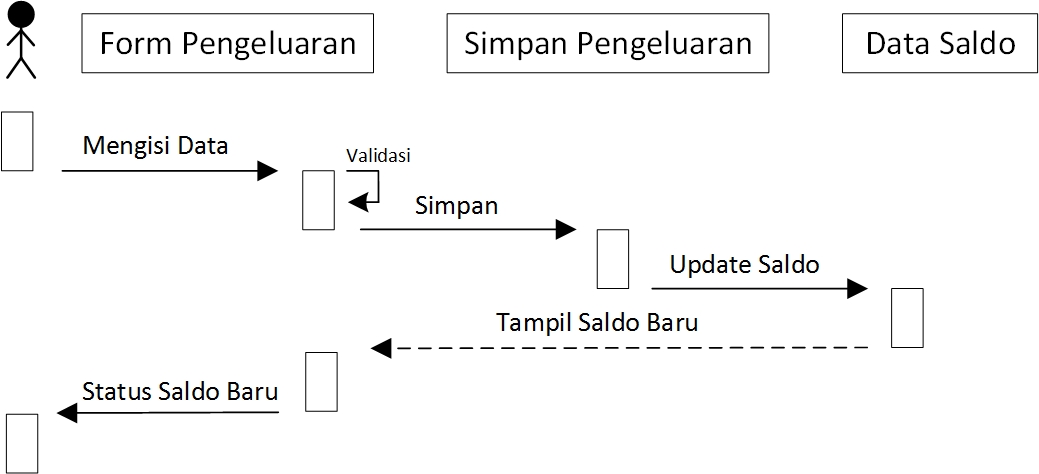 Form Pengeluaran
Simpan Pengeluaran
Data Saldo
Mengisi Data
Validasi
Simpan
Update Saldo
Tampil Saldo Baru
Status Saldo Baru